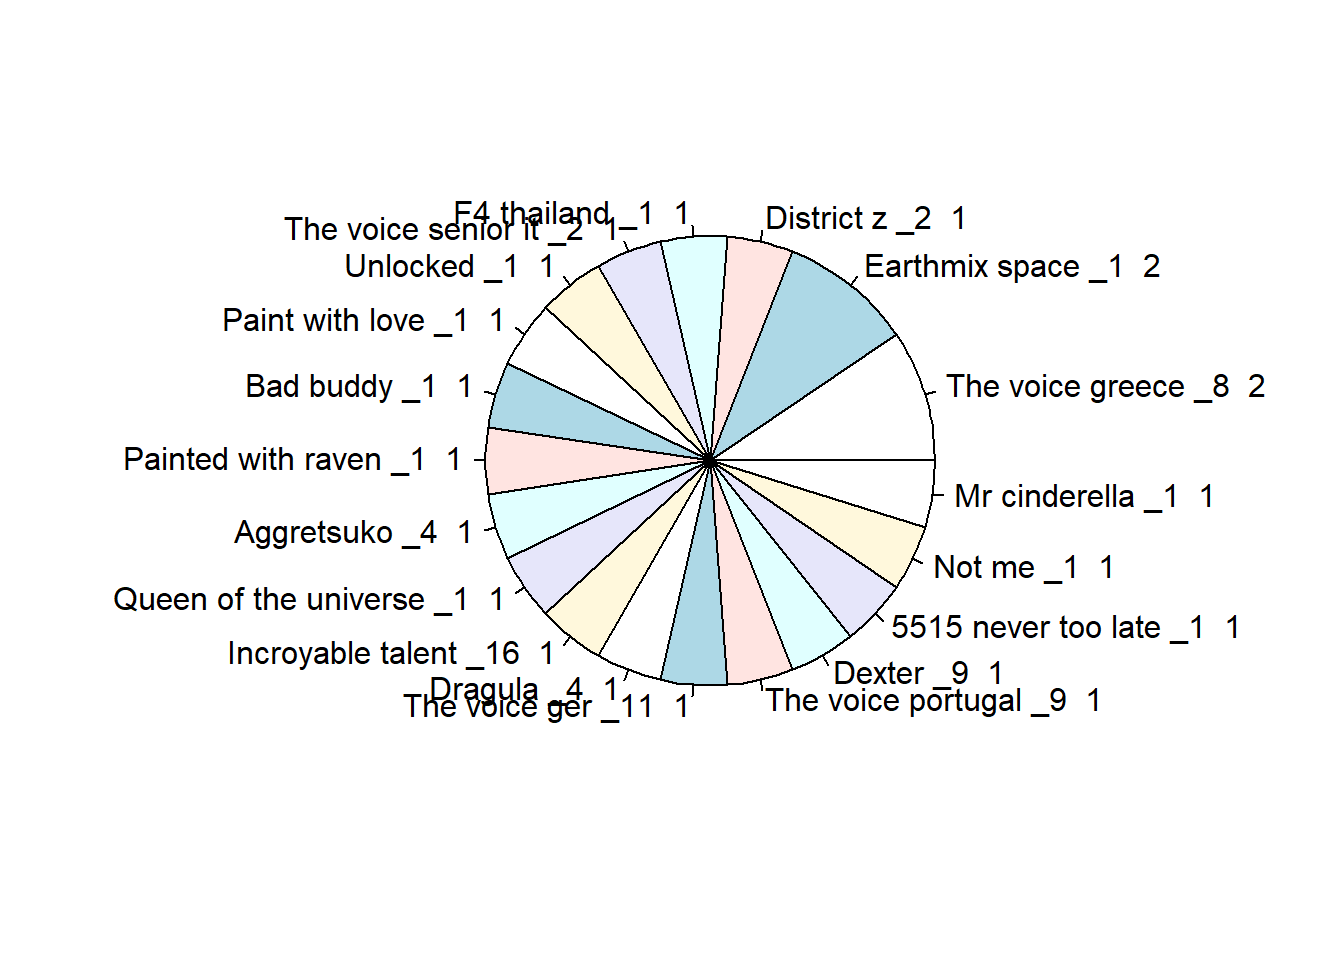 F4 thailand _1  1
District z _2  1
The voice senior it _2  1
Unlocked _1  1
Earthmix space _1  2
Paint with love _1  1
Bad buddy _1  1
The voice greece _8  2
Painted with raven _1  1
Mr cinderella _1  1
Aggretsuko _4  1
Not me _1  1
Queen of the universe _1  1
5515 never too late _1  1
Incroyable talent _16  1
Dexter _9  1
Dragula _4  1
The voice portugal _9  1
The voice ger _11  1